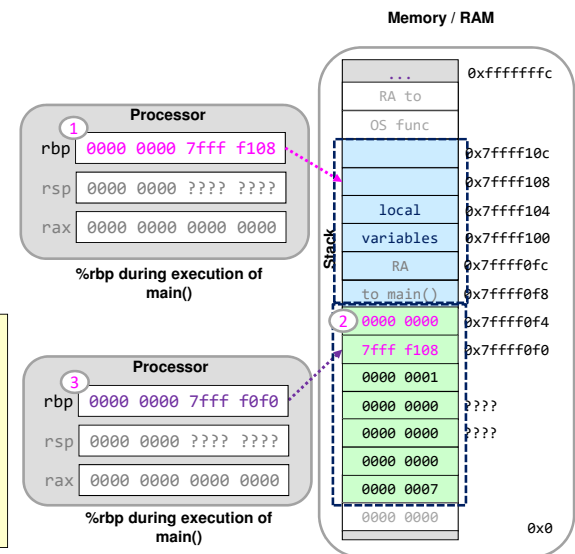 Memory / RAM
Processor
1
rbp 0000 0000 7fff f108
rsp 0000 0000 ???? ????
rax 0000 0000 0000 0000
%rbp during execution of
main()
Processor
3
rbp 0000 0000 7fff f0f0
rsp 0000 0000 ???? ????
rax 0000 0000 0000 0000
%rbp during execution of
main()
Stack
... 0xfffffffc
RA to
OS func
0x7ffff10c
0x7ffff108
local 0x7ffff104
variables 0x7ffff100
RA 0x7ffff0fc
to main() 0x7ffff0f8
2 0000 0000 0x7ffff0f4
7fff f108 0x7ffff0f0
0000 0001
0000 0000 ????
0000 0000 ????
0000 0000
0000 0007
0000 0000 0x0